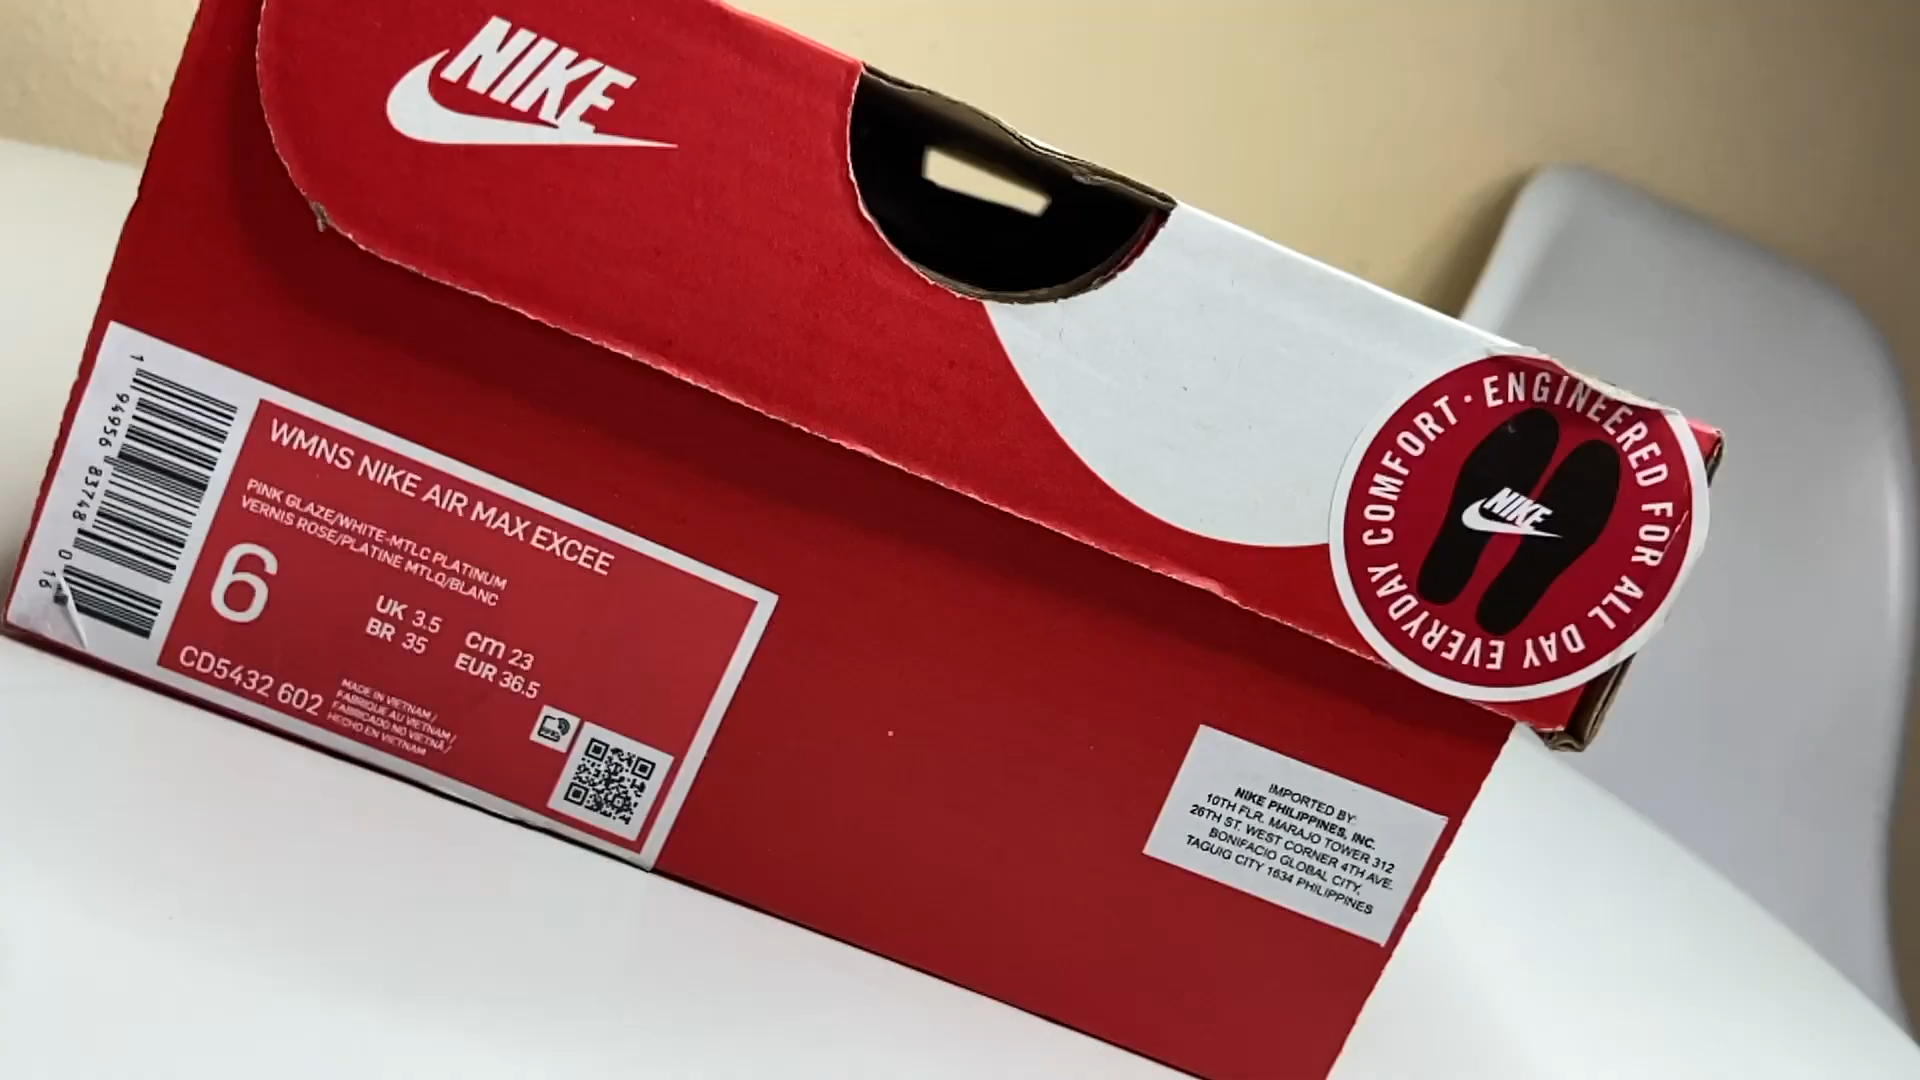 NIKE
ENGINEERED FOR ALL DAY EVERYDAY COMFORT ·
NIKE
1 94956 83748 0 16
WMNS NIKE AIR MAX EXCEE
PINK GLAZE/WHITE-MTLC PLATINUM
VERNIS ROSE/PLATINE MTLQ/BLANC
6
UK 3.5 cm 23
BR 35 EUR 36.5
CD5432 602
MADE IN VIETNAM/
FABRIQUE AU VIETNAM/
FABRICADO NO VIETNÃ/
HECHO EN VIETNAM
IMPORTED BY:
NIKE PHILIPPINES, INC.
10TH FLR. MARAJO TOWER 312
26TH ST. WEST CORNER 4TH AVE.
BONIFACIO GLOBAL CITY,
TAGUIG CITY 1634 PHILIPPINES